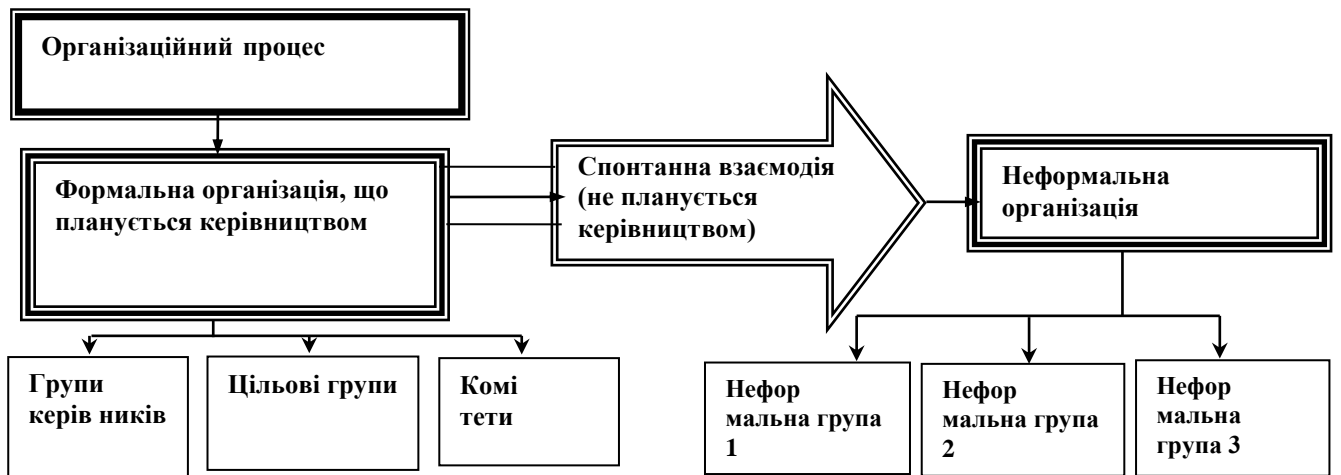 Організаційний процес
Формальна організація, що
планується керівництвом
Спонтанна взаємодія
(не планується
керівництвом)
Неформальна
організація
Групи
керів ників
Цільові групи
Комі
тети
Нефор
мальна група
1
Нефор
мальна група
2
Нефор
мальна
група 3